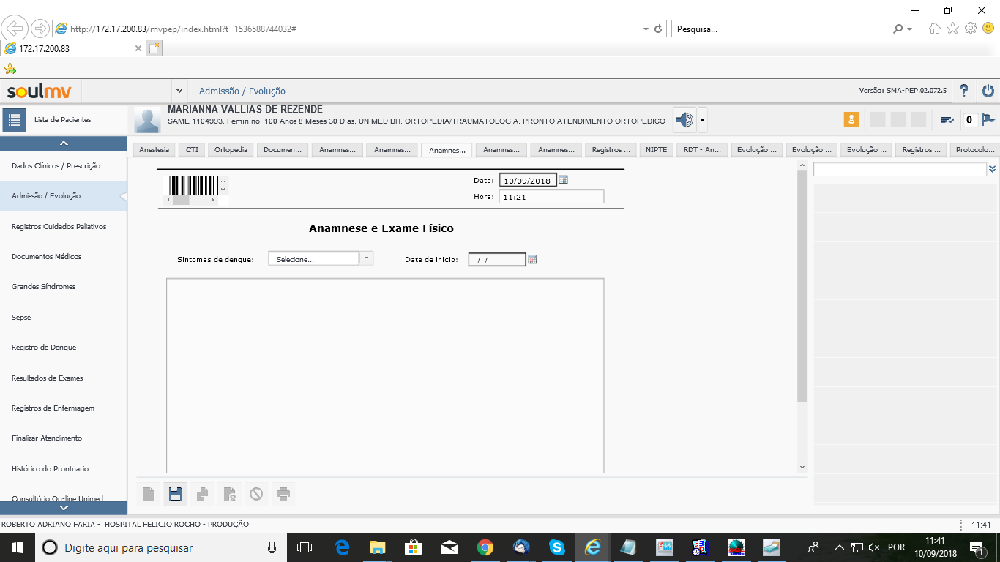 http://172.17.200.83/mvpep/index.html?t=1536588744032#
Pesquisa...
172.17.200.83
soulmv
Admissão / Evolução
Versão: SMA-PEP.02.072.5
?
Lista de Pacientes
MARIANNA VALLIAS DE REZENDE
SAME 1104993, Feminino, 100 Anos 8 Meses 30 Dias, UNIMED BH, ORTOPEDIA/TRAUMATOLOGIA, PRONTO ATENDIMENTO ORTOPEDICO
0
Anestesia CTI Ortopedia Documen... Anamnes... Anamnes... Anamnes... Anamnes... Anamnes... Registros ... NIPTE RDT - An... Evolução ... Evolução ... Evolução ... Registros ... Protocolo...
Dados Clínicos / Prescrição
Admissão / Evolução
Registros Cuidados Paliativos
Documentos Médicos
Grandes Síndromes
Sepse
Registro de Dengue
Resultados de Exames
Registros de Enfermagem
Finalizar Atendimento
Histórico do Prontuario
Consultório On-line Unimed
Data: 10/09/2018
Hora: 11:21
Anamnese e Exame Físico
Sintomas de dengue: Selecione... Data de inicio: / /
ROBERTO ADRIANO FARIA - HOSPITAL FELICIO ROCHO - PRODUÇÃO
11:41
Digite aqui para pesquisar
POR
11:41
10/09/2018
1